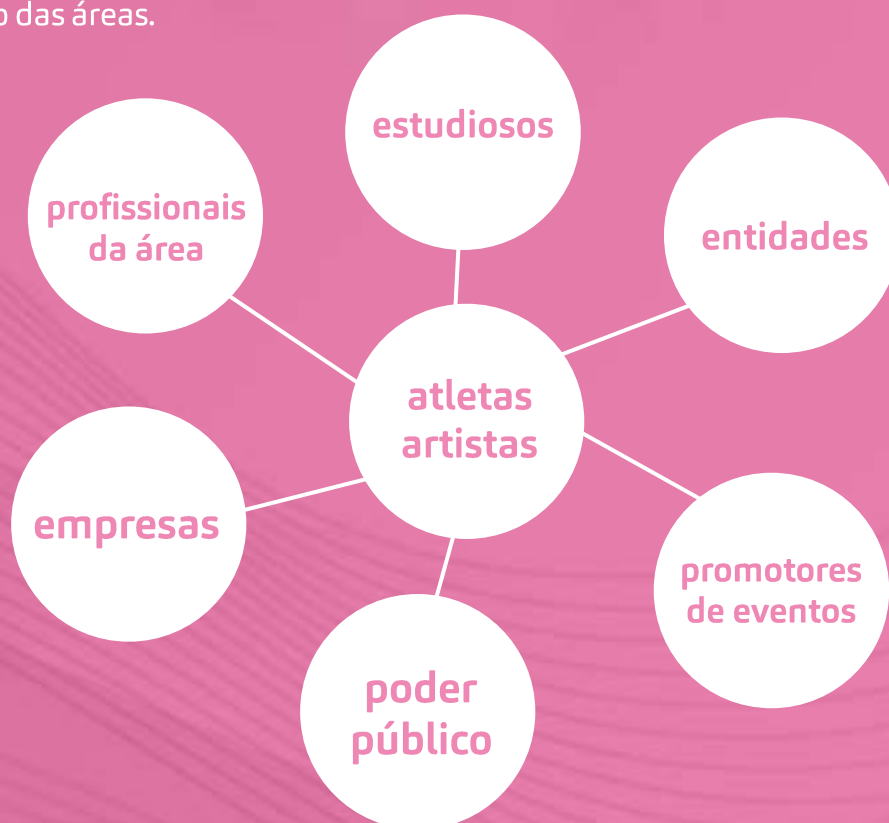 das áreas.
estudiosos
profissionais
da área
entidades
atletas
artistas
empresas
promotores
de eventos
poder
público